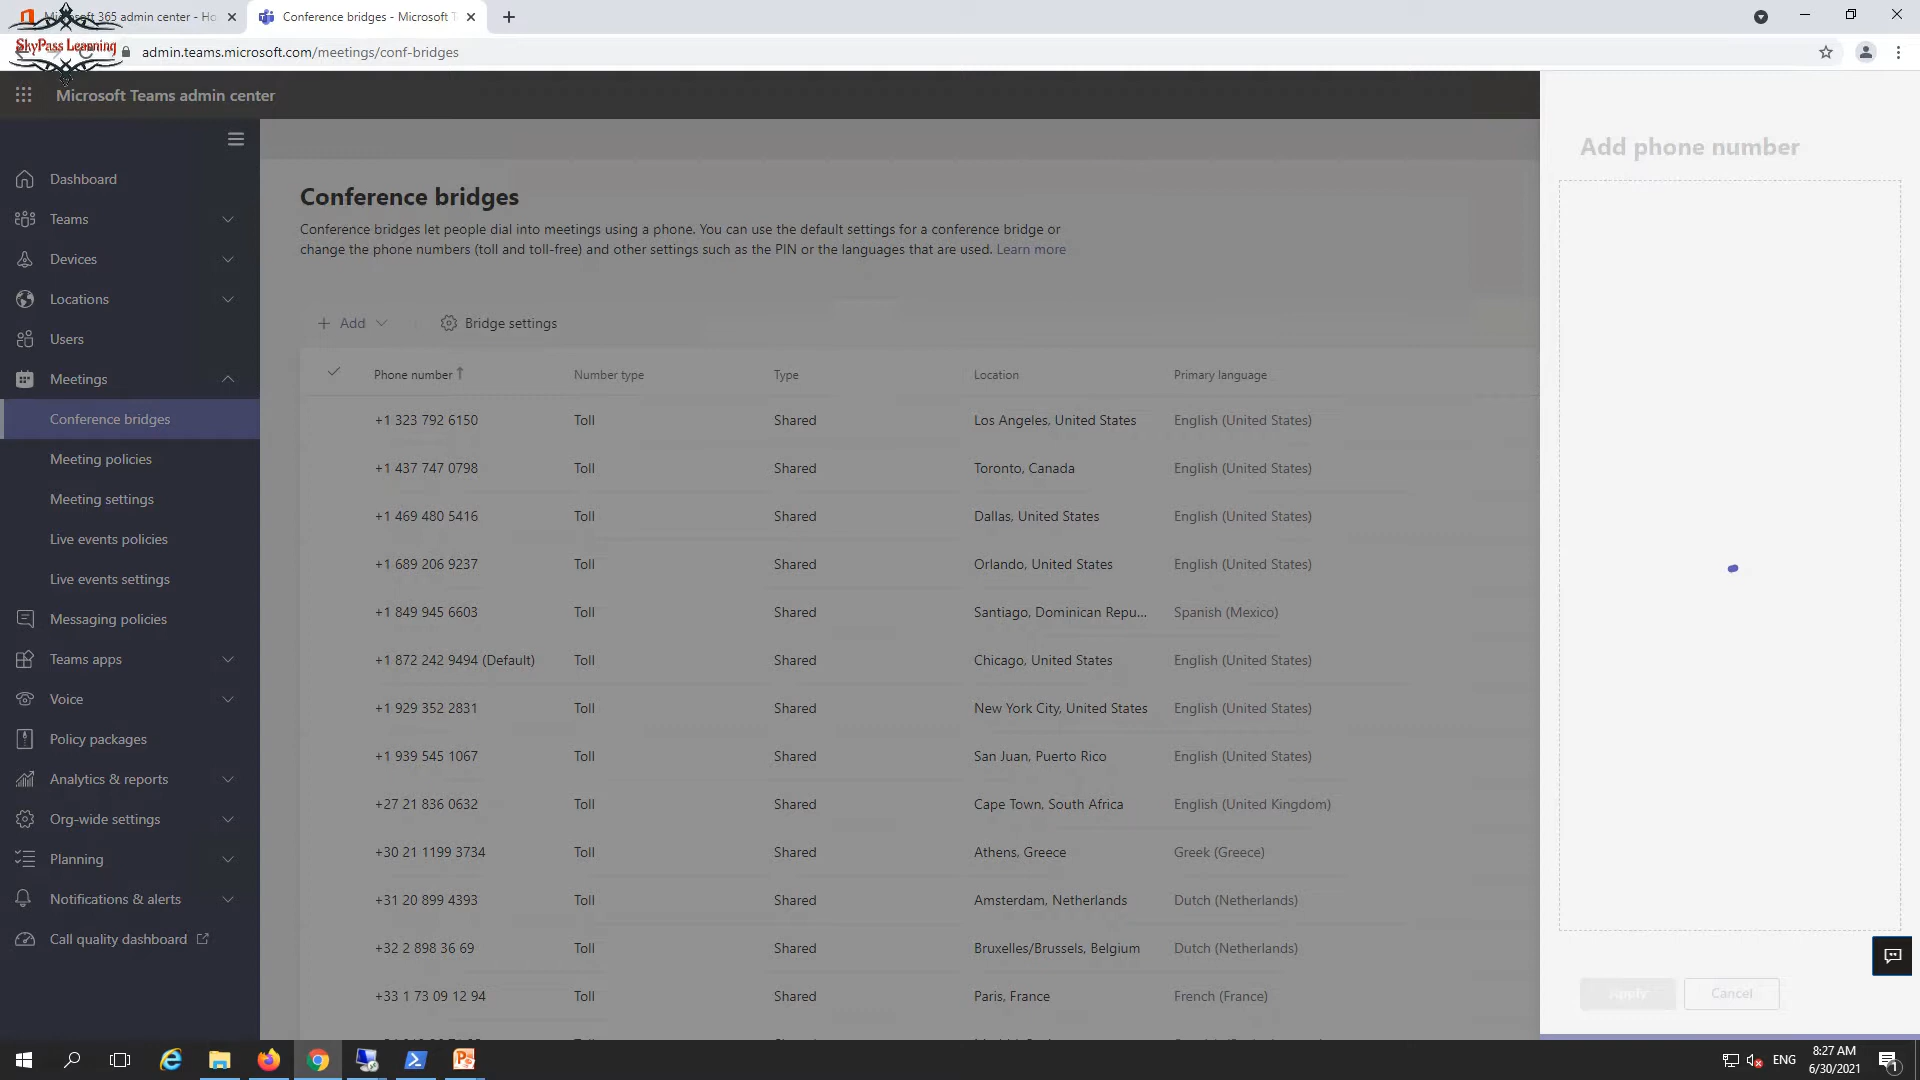 Microsoft 365 admin center - Ho
Conference bridges - Microsoft T
SkyPass Learning
admin.teams.microsoft.com/meetings/conf-bridges
Microsoft Teams admin center
Add phone number
Dashboard
Teams
Devices
Locations
Users
Meetings
Conference bridges
Meeting policies
Meeting settings
Live events policies
Live events settings
Messaging policies
Teams apps
Voice
Policy packages
Analytics & reports
Org-wide settings
Planning
Notifications & alerts
Call quality dashboard
Conference bridges
Conference bridges let people dial into meetings using a phone. You can use the default settings for a conference bridge or
change the phone numbers (toll and toll-free) and other settings such as the PIN or the languages that are used. Learn more
Add
Bridge settings
Phone number Number type Type Location Primary language
+1 323 792 6150 Toll Shared Los Angeles, United States English (United States)
+1 437 747 0798 Toll Shared Toronto, Canada English (United States)
+1 469 480 5416 Toll Shared Dallas, United States English (United States)
+1 689 206 9237 Toll Shared Orlando, United States English (United States)
+1 849 945 6603 Toll Shared Santiago, Dominican Repu... Spanish (Mexico)
+1 872 242 9494 (Default) Toll Shared Chicago, United States English (United States)
+1 929 352 2831 Toll Shared New York City, United States English (United States)
+1 939 545 1067 Toll Shared San Juan, Puerto Rico English (United States)
+27 21 836 0632 Toll Shared Cape Town, South Africa English (United Kingdom)
+30 21 1199 3734 Toll Shared Athens, Greece Greek (Greece)
+31 20 899 4393 Toll Shared Amsterdam, Netherlands Dutch (Netherlands)
+32 2 898 36 69 Toll Shared Bruxelles/Brussels, Belgium Dutch (Netherlands)
+33 1 73 09 12 94 Toll Shared Paris, France French (France)
Apply
Cancel
ENG
8:27 AM
6/30/2021
1